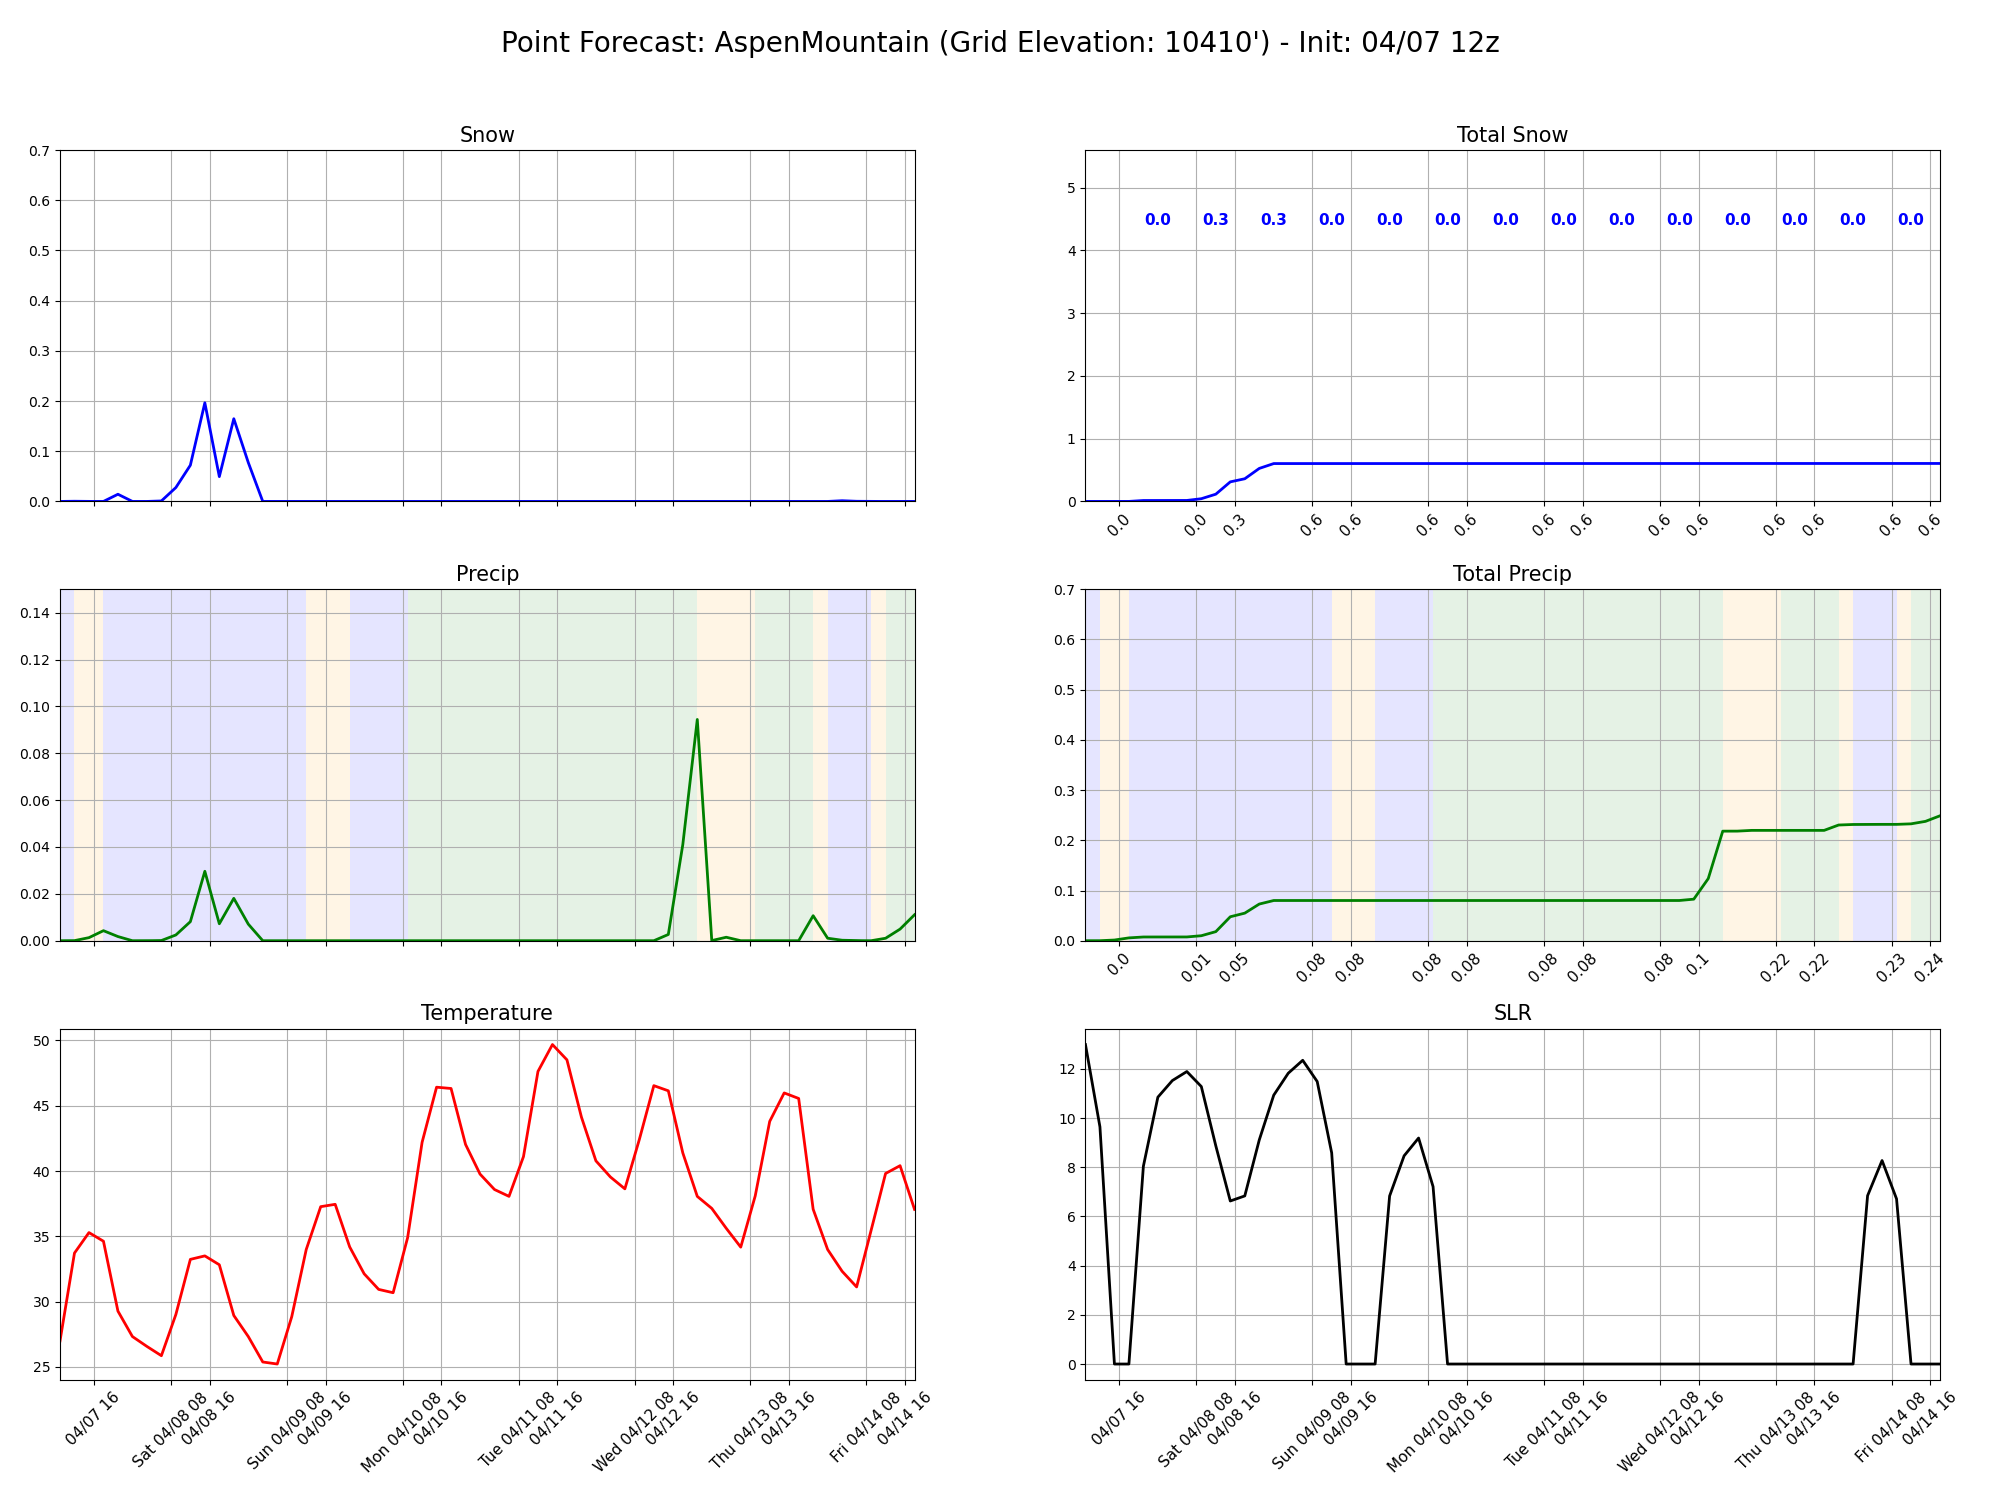 Point Forecast: AspenMountain (Grid Elevation: 10410') - Init: 04/07 12z
Snow
0.7
0.6
0.5
0.4
0.3
0.2
0.1
0.0
Total Snow
5
4
3
2
1
0
0.0 0.3 0.3 0.0 0.0 0.0 0.0 0.0 0.0 0.0 0.0 0.0 0.0 0.0
0.0 0.0 0.3 0.6 0.6 0.6 0.6 0.6 0.6 0.6 0.6 0.6 0.6 0.6 0.6
Precip
0.14
0.12
0.10
0.08
0.06
0.04
0.02
0.00
Total Precip
0.7
0.6
0.5
0.4
0.3
0.2
0.1
0.0
0.0 0.01 0.05 0.08 0.08 0.08 0.08 0.08 0.08 0.08 0.1 0.22 0.22 0.23 0.24
Temperature
50
45
40
35
30
25
04/07 16
Sat 04/08 08
04/08 16
Sun 04/09 08
04/09 16
Mon 04/10 08
04/10 16
Tue 04/11 08
04/11 16
Wed 04/12 08
04/12 16
Thu 04/13 08
04/13 16
Fri 04/14 08
04/14 16
SLR
12
10
8
6
4
2
0
04/07 16
Sat 04/08 08
04/08 16
Sun 04/09 08
04/09 16
Mon 04/10 08
04/10 16
Tue 04/11 08
04/11 16
Wed 04/12 08
04/12 16
Thu 04/13 08
04/13 16
Fri 04/14 08
04/14 16